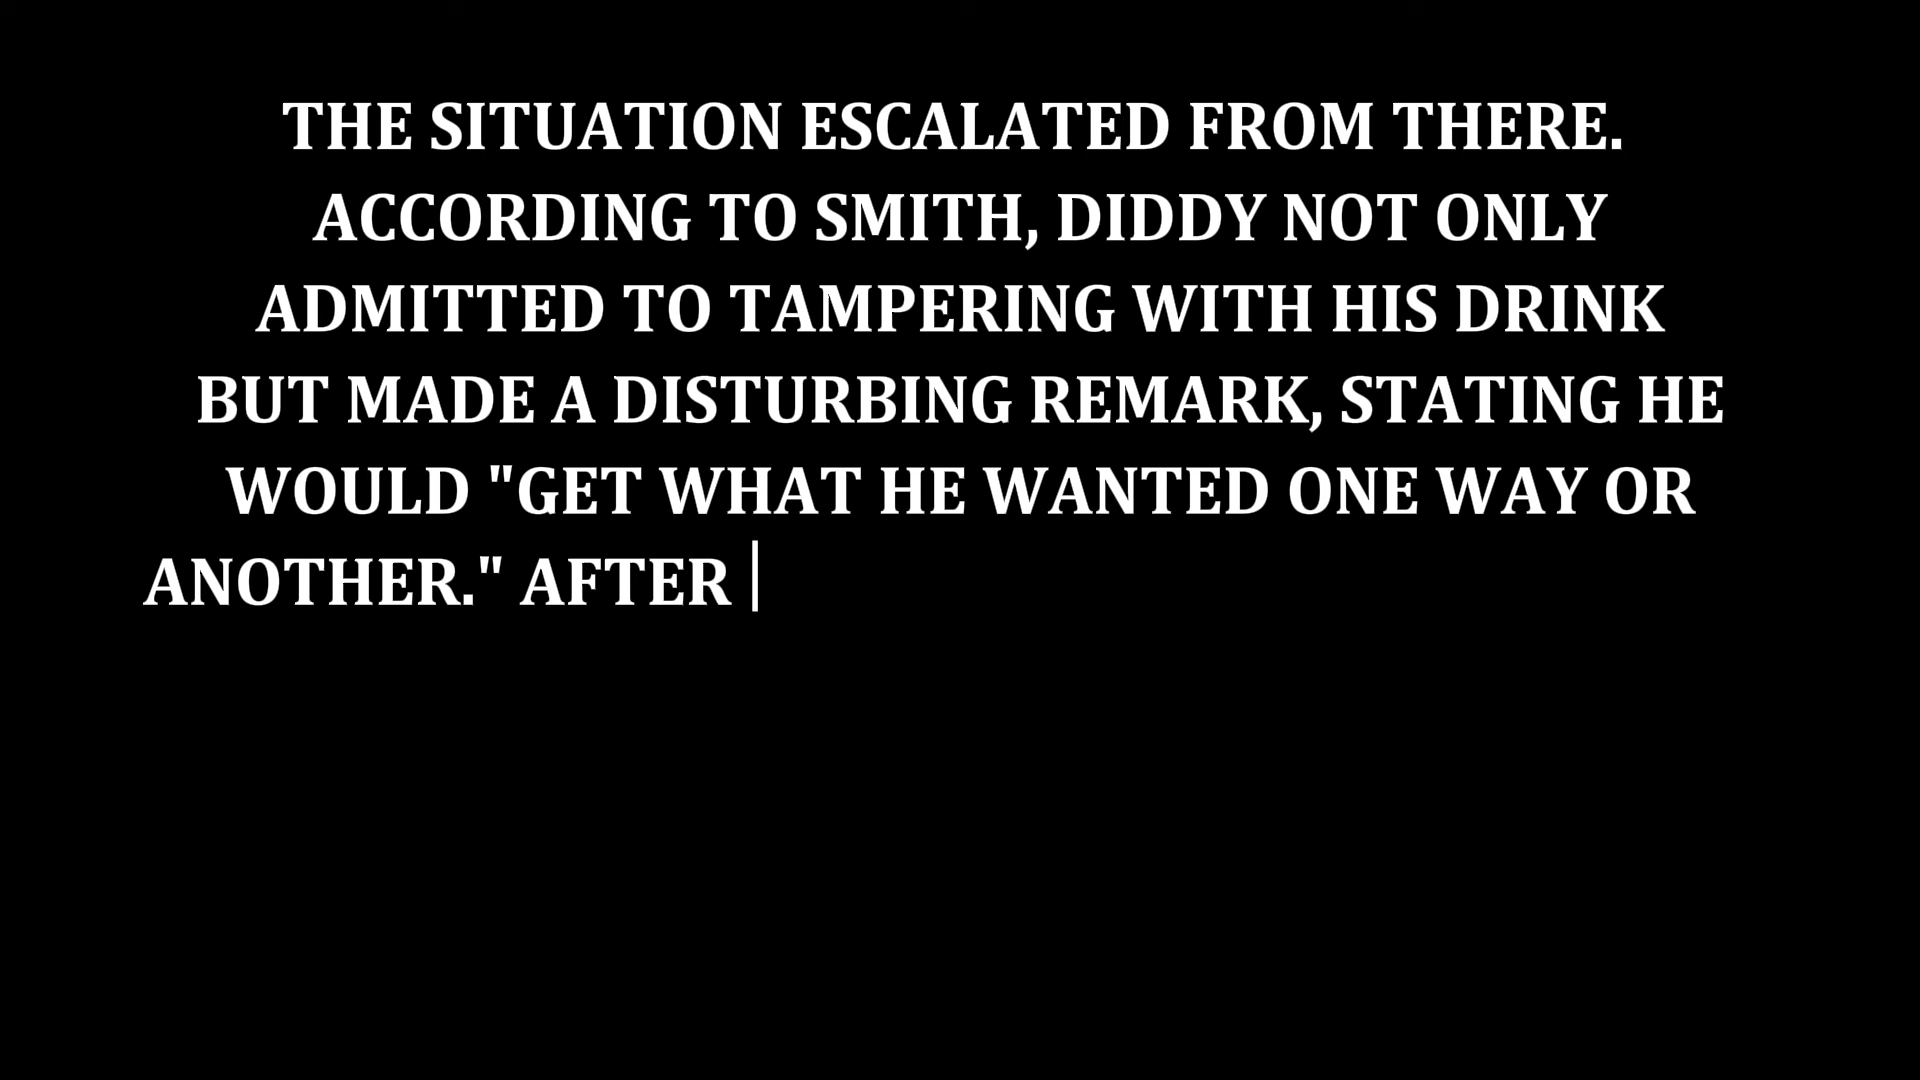 THE SITUATION ESCALATED FROM THERE.
ACCORDING TO SMITH, DIDDY NOT ONLY
ADMITTED TO TAMPERING WITH HIS DRINK
BUT MADE A DISTURBING REMARK, STATING HE
WOULD "GET WHAT HE WANTED ONE WAY OR
ANOTHER." AFTER